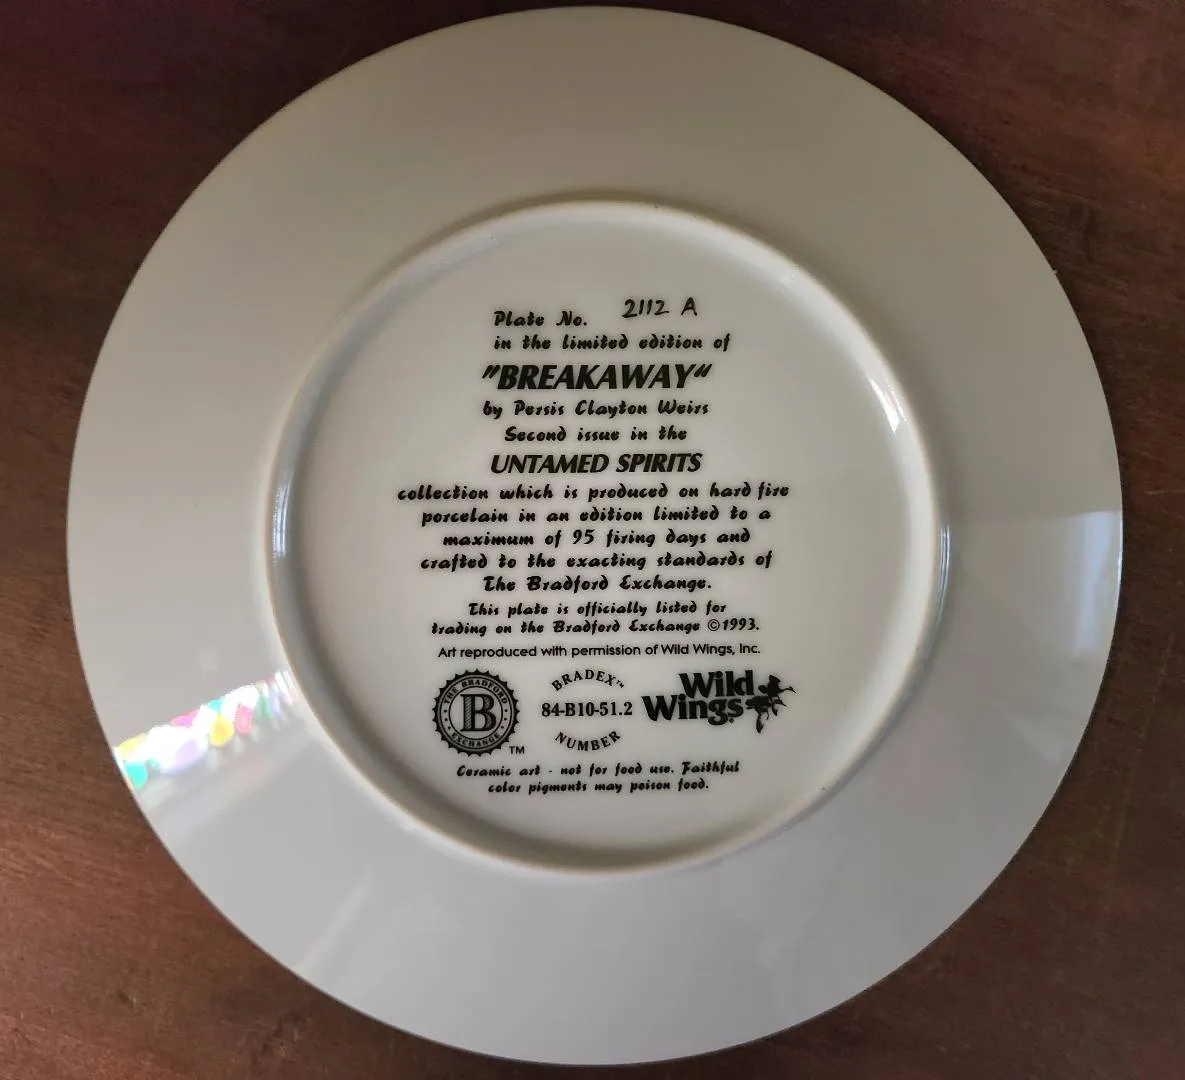 Plate No. 2112 A
in the limited edition of
"BREAKAWAY"
by Persis Clayton Weirs
Second issue in the
UNTAMED SPIRITS
collection which is produced on hard fire
porcelain in an edition limited to a
maximum of 95 firing days and
crafted to the exacting standards of
The Bradford Exchange.
This plate is officially listed for
trading on the Bradford Exchange ©1993.
Art reproduced with permission of Wild Wings, Inc.
THE BRADFORD
B
EXCHANGE
TM
BRADEX™
84-B10-51.2
NUMBER
Wild
Wings
Ceramic art - not for food use. Faithful
color pigments may poison food.